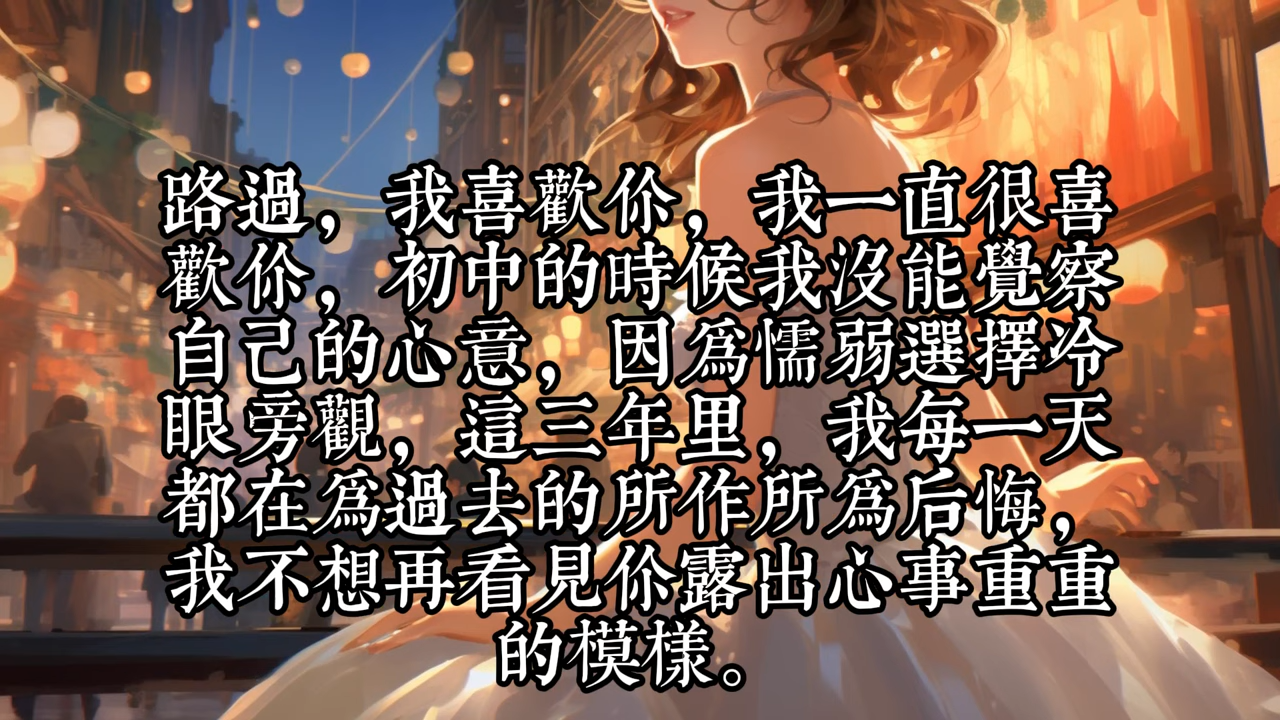 路過，我喜歡你，我一直很喜
歡你，初中的時候我沒能覺察
自己的心意，因爲懦弱選擇冷
眼旁觀，這三年里，我每一天
都在爲過去的所作所爲后悔，
我不想再看見你露出心事重重
的模樣。